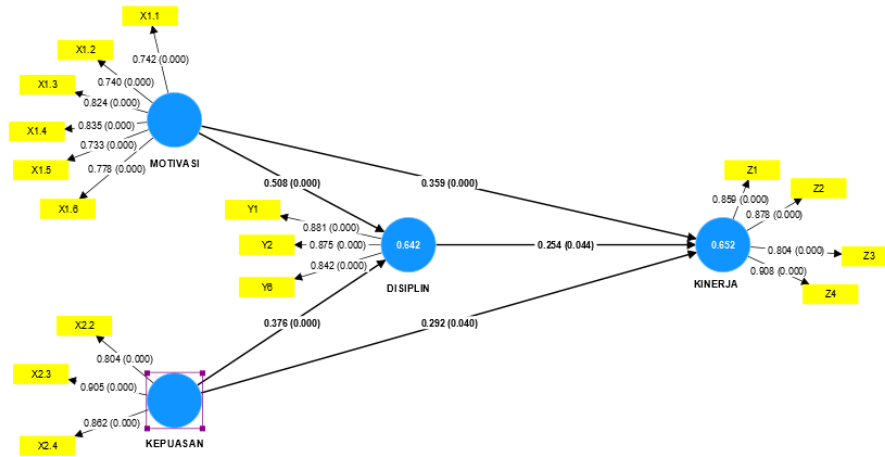 X1.1
X1.2
X1.3
X1.4
X1.5
X1.6
0.742 (0.000)
0.740 (0.000)
0.824 (0.000)
0.835 (0.000)
0.733 (0.000)
0.778 (0.000)
MOTIVASI
0.508 (0.000)
0.359 (0.000)
Y1
Y2
Y6
0.881 (0.000)
0.875 (0.000)
0.842 (0.000)
0.642
DISIPLIN
0.254 (0.044)
0.376 (0.000)
0.292 (0.040)
Z1
Z2
Z3
Z4
0.859 (0.000)
0.878 (0.000)
0.804 (0.000)
0.908 (0.000)
0.652
KINERJA
X2.2
X2.3
X2.4
0.804 (0.000)
0.905 (0.000)
0.862 (0.000)
KEPUASAN